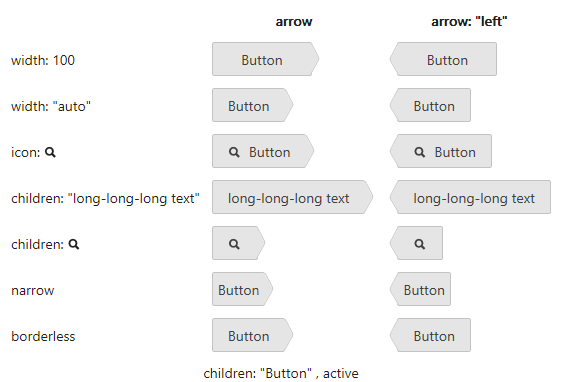 arrow arrow: "left"
width: 100 Button Button
width: "auto" Button Button
icon: Button Button
children: "long-long-long text" long-long-long text long-long-long text
children:
narrow Button Button
borderless Button Button
children: "Button" , active